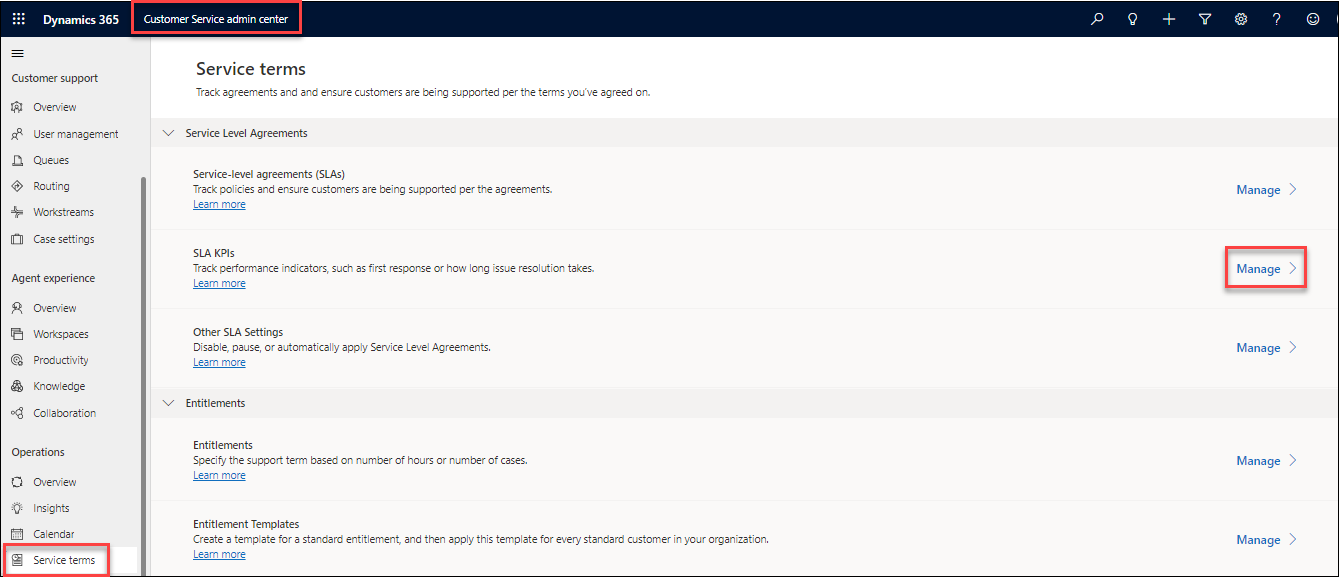 Dynamics 365 Customer Service admin center
Customer support
Overview
User management
Queues
Routing
Workstreams
Case settings
Agent experience
Overview
Workspaces
Productivity
Knowledge
Collaboration
Operations
Overview
Insights
Calendar
Service terms
Service terms
Track agreements and and ensure customers are being supported per the terms you've agreed on.
Service Level Agreements
Service-level agreements (SLAs)
Track policies and ensure customers are being supported per the agreements.
Learn more
Manage
SLA KPIs
Track performance indicators, such as first response or how long issue resolution takes.
Learn more
Manage
Other SLA Settings
Disable, pause, or automatically apply Service Level Agreements.
Learn more
Manage
Entitlements
Entitlements
Specify the support term based on number of hours or number of cases.
Learn more
Manage
Entitlement Templates
Create a template for a standard entitlement, and then apply this template for every standard customer in your organization.
Learn more
Manage